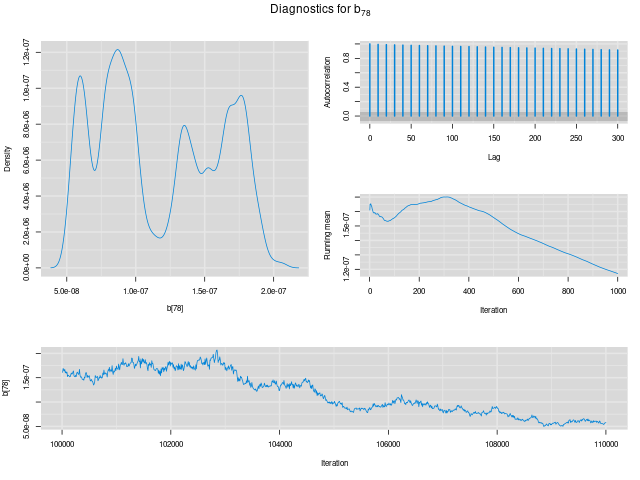 Diagnostics for b78
Density
0.0e+00
2.0e+06
4.0e+06
6.0e+06
8.0e+06
1.0e+07
1.2e+07
5.0e-08 1.0e-07 1.5e-07 2.0e-07
b[78]
Autocorrelation
0.0 0.4 0.8
0 50 100 150 200 250 300
Lag
Running mean
1.2e-07 1.5e-07
0 200 400 600 800 1000
Iteration
b[78]
5.0e-08 1.5e-07
100000 102000 104000 106000 108000 110000
Iteration